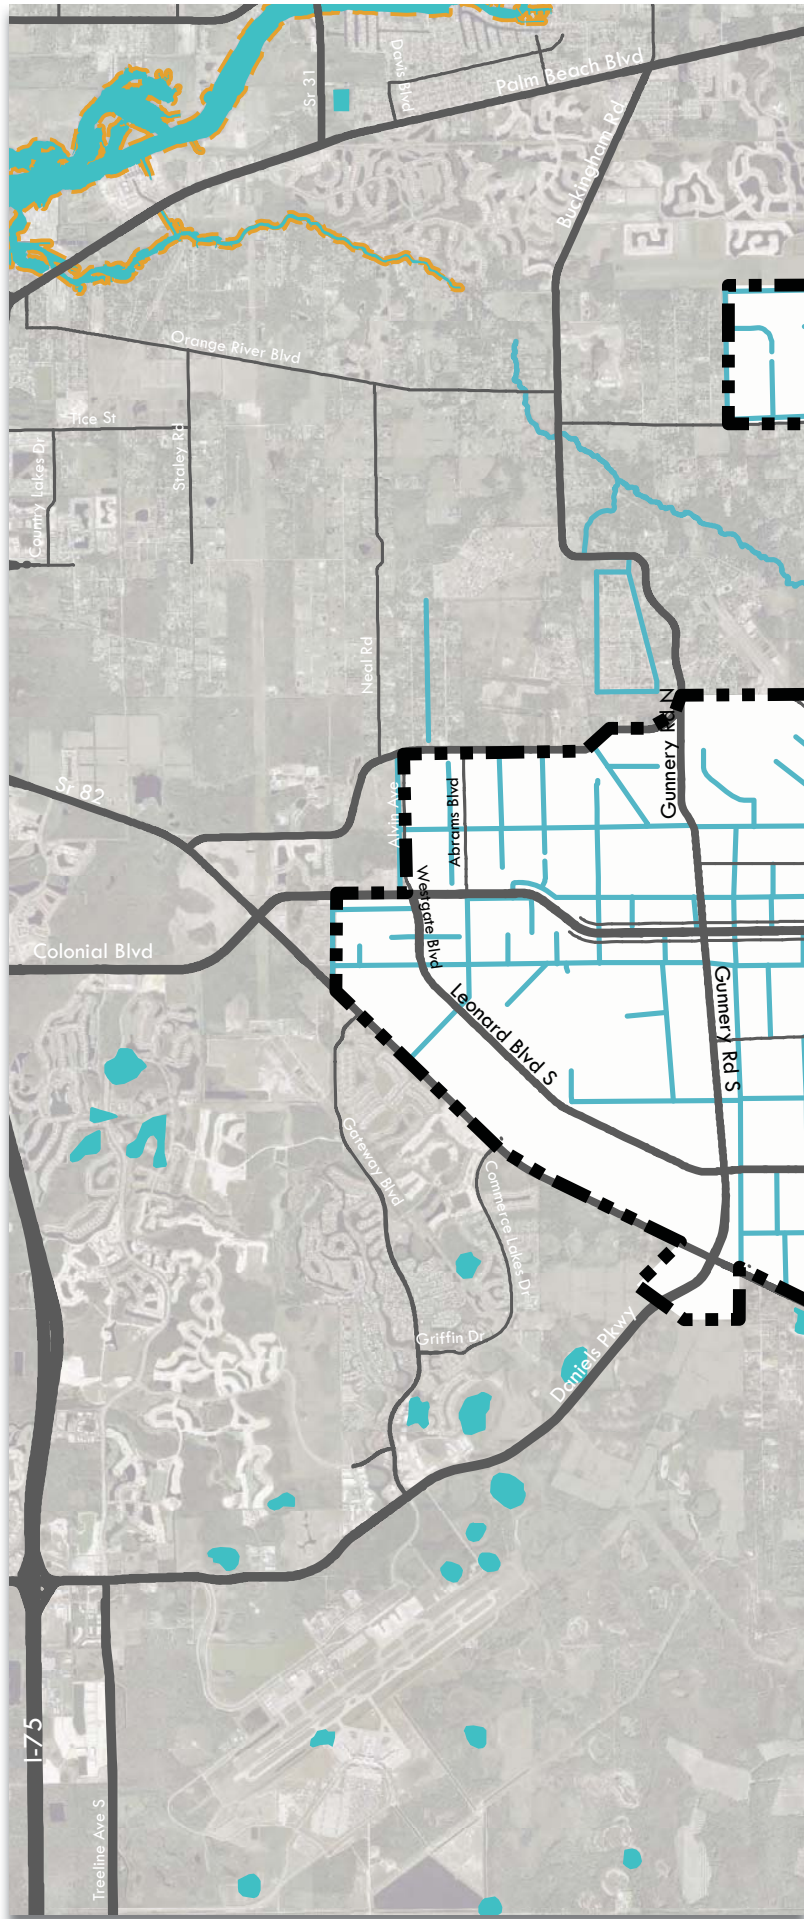 Davis Blvd
Sr 31
Palm Beach Blvd
Buckingham Rd
Orange River Blvd
Tice St
Country Lakes Dr
Staley Rd
Neal Rd
Gunnery Rd N
Sr 82
Alvin Ave
Abrams Blvd
Westgate Blvd
Colonial Blvd
Leonard Blvd S
Gunnery Rd S
Gateway Blvd
Commerce Lakes Dr
Griffin Dr
Daniels Pkwy
I-75
Treeline Ave S